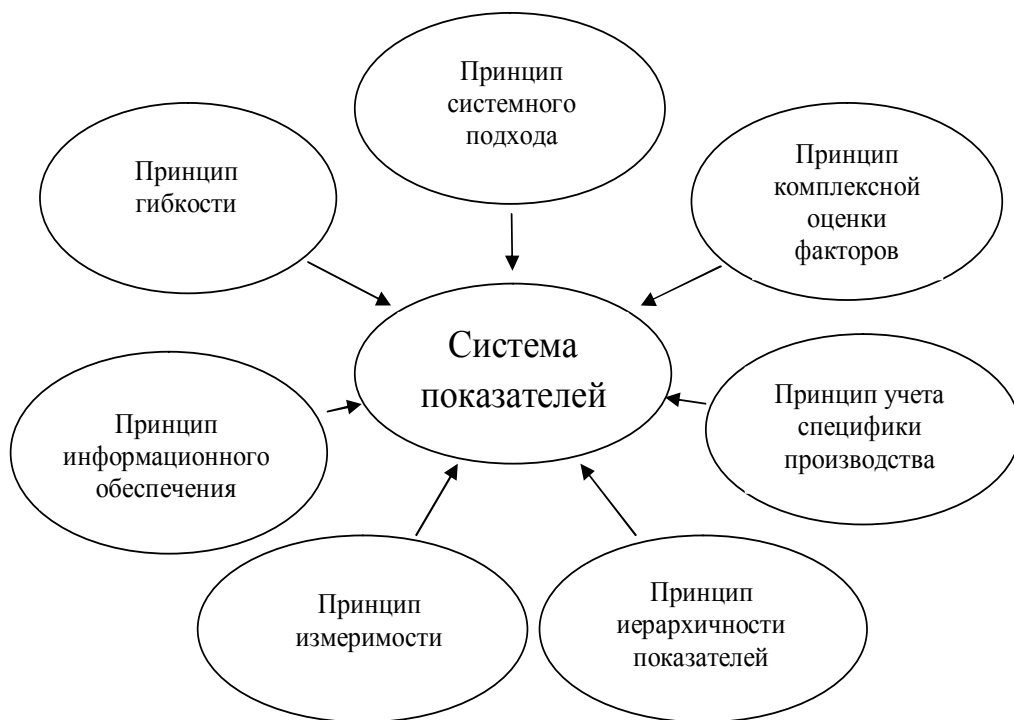 Принцип
системного
подхода
Принцип
гибкости
Принцип
комплексной
оценки
факторов
Система
показателей
Принцип учета
специфики
производства
Принцип
информационного
обеспечения
Принцип
измеримости
Принцип
иерархичности
показателей